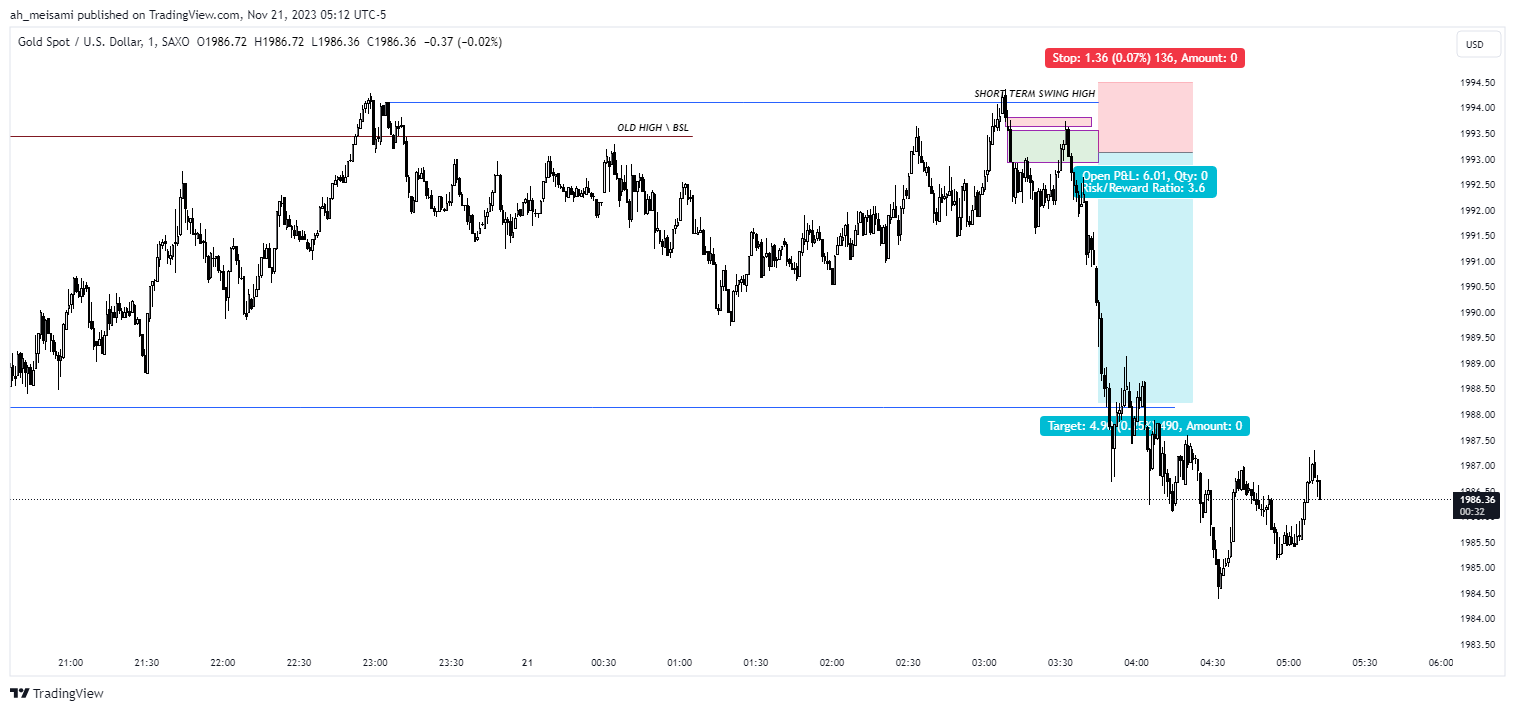 ah_meisami published on TradingView.com, Nov 21, 2023 05:12 UTC-5
Gold Spot / U.S. Dollar, 1, SAXO O1986.72 H1986.72 L1986.36 C1986.36 −0.37 (−0.02%)
USD
Stop: 1.36 (0.07%) 136, Amount: 0
SHORT TERM SWING HIGH
OLD HIGH \ BSL
Open P&L: 6.01, Qty: 0
Risk/Reward Ratio: 3.6
Target: 490, Amount: 0
1994.50
1994.00
1993.50
1993.00
1992.50
1992.00
1991.50
1991.00
1990.50
1990.00
1989.50
1989.00
1988.50
1988.00
1987.50
1987.00
1986.50
1986.36
00:32
1985.50
1985.00
1984.50
1984.00
1983.50
21:00 21:30 22:00 22:30 23:00 23:30 21 00:30 01:00 01:30 02:00 02:30 03:00 03:30 04:00 04:30 05:00 05:30 06:00
TradingView